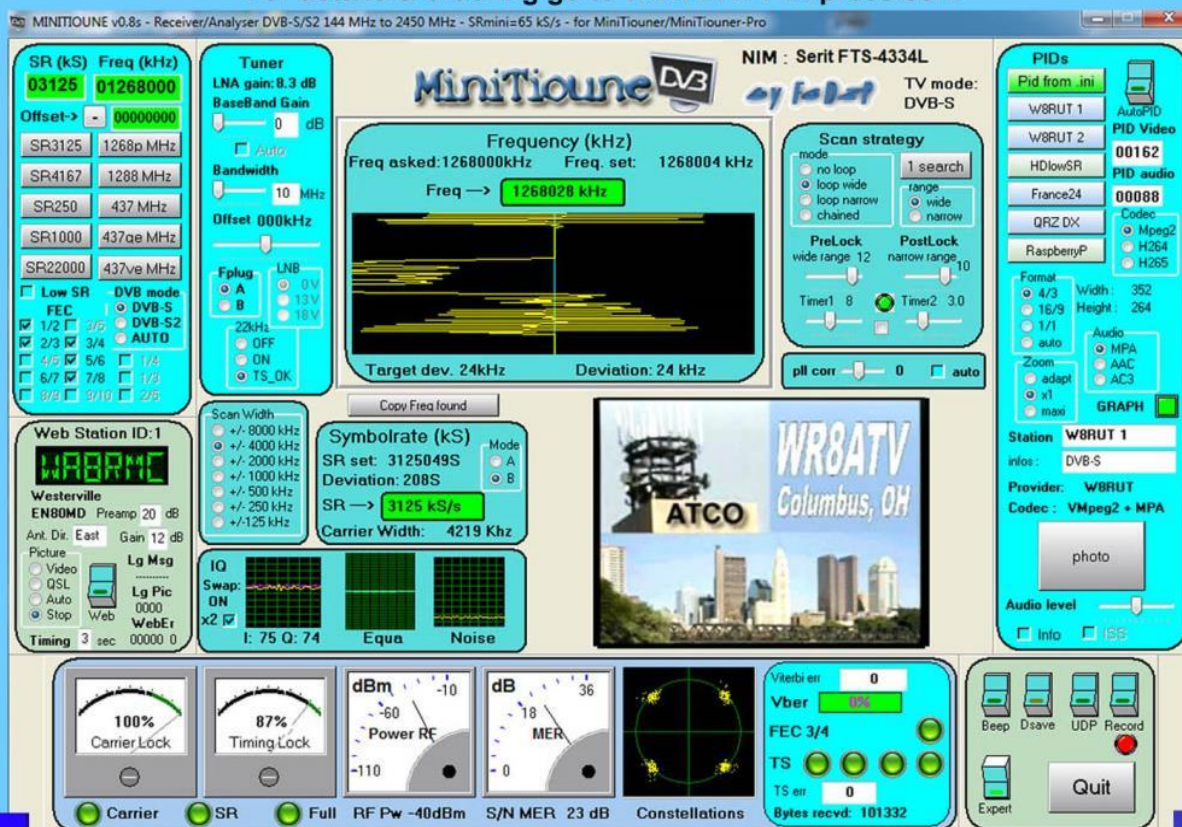 MINITIOUNE v0.8s - Receiver/Analyser DVB-S/S2 144 MHz to 2450 MHz - SRmini=65 kS/s - for MiniTiouner/MiniTiouner-Pro
SR (kS) Freq (kHz)
03125 01268000
Offset-> - 00000000
SR3125 1268p MHz
SR4167 1288 MHz
SR250 437 MHz
SR1000 437qe MHz
SR22000 437ve MHz
Low SR
FEC
1/2 3/5
2/3 3/4
4/5 5/6 1/4
6/7 7/8 1/3
8/9 9/10 2/5
DVB mode
DVB-S
DVB-S2
AUTO
Tuner
LNA gain: 8.3 dB
BaseBand Gain
0 dB
Auto
Bandwidth
10 MHz
Offset 000kHz
Fplug
A
B
LNB
0V
13V
18V
22kHz
OFF
ON
TS_OK
MiniTioune DVB
NIM : Serit FTS-4334L
TV mode:
DVB-S
Frequency (kHz)
Freq asked:1268000kHz Freq. set: 1268004 kHz
Freq —> 1268028 kHz
Target dev. 24kHz Deviation: 24 kHz
Scan strategy
mode
no loop
loop wide
loop narrow
chained
1 search
range
wide
narrow
PreLock PostLock
wide range 12 narrow range 10
Timer1 8 Timer2 3.0
pll corr 0 auto
PIDs
Pid from .ini
W8RUT 1
W8RUT 2
HDlowSR
France24
QRZ DX
RaspberryP
AutoPID
PID Video
00162
PID audio
00088
Codec
Mpeg2
H264
H265
Format
4/3
16/9
1/1
auto
Width : 352
Height : 264
Audio
MPA
AAC
AC3
Zoom
adapt
x1
maxi
GRAPH
Station W8RUT 1
infos : DVB-S
Provider: W8RUT
Codec : VMpeg2 + MPA
photo
Audio level
Info ISS
Web Station ID:1
WA8RMC
Westerville
EN80MD Preamp 20 dB
Ant. Dir. East Gain 12 dB
Picture
Video
QSL
Auto
Stop
Web
Lg Msg
Lg Pic
0000
WebEr
Timing 3 sec 00000 0
Copy Freq found
Scan Width
+/- 8000 kHz
+/- 4000 kHz
+/- 2000 kHz
+/- 1000 kHz
+/- 500 kHz
+/- 250 kHz
+/-125 kHz
Symbolrate (kS)
SR set: 3125049S
Deviation: 208S
SR —> 3125 kS/s
Carrier Width: 4219 Khz
Mode
A
B
IQ
Swap:
ON
x2
I: 75 Q: 74 Equa Noise
WR8ATV
Columbus, OH
ATCO
100%
Carrier Lock
87%
Timing Lock
dBm -10
-60
Power RF
-110
dB 36
18
MER
0
Carrier SR Full RF Pw -40dBm S/N MER 23 dB Constellations
Viterbi err 0
Vber 0%
FEC 3/4
TS
TS err 0
Bytes recvd: 101332
Beep Dsave UDP Record
Expert
Quit